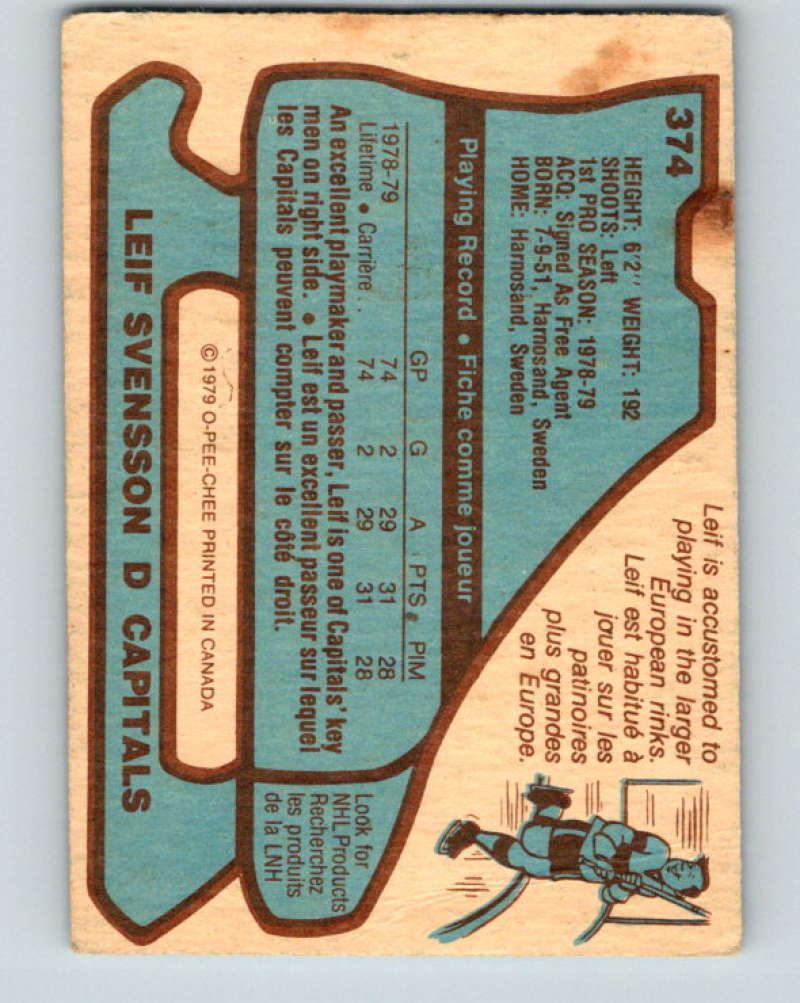 374
HEIGHT: 6'2" WEIGHT: 192
SHOOTS: Left
1st PRO SEASON: 1978-79
ACQ: Signed As Free Agent
BORN: 7-9-51, Harnosand, Sweden
HOME: Harnosand, Sweden
Leif is accustomed to
playing in the larger
European rinks.
Leif est habitué à
jouer sur les
patinoires
plus grandes
en Europe.
Playing Record • Fiche comme joueur
GP G A PTS. PIM
1978-79 74 2 29 31 28
Lifetime • Carrière . . 74 2 29 31 28
An excellent playmaker and passer, Leif is one of Capitals' key
men on right side. • Leif est un excellent passeur sur lequel
les Capitals peuvent compter sur le côté droit.
Look for
NHL Products
Recherchez
les produits
de la LNH
©1979 O-PEE-CHEE PRINTED IN CANADA
LEIF SVENSSON D CAPITALS